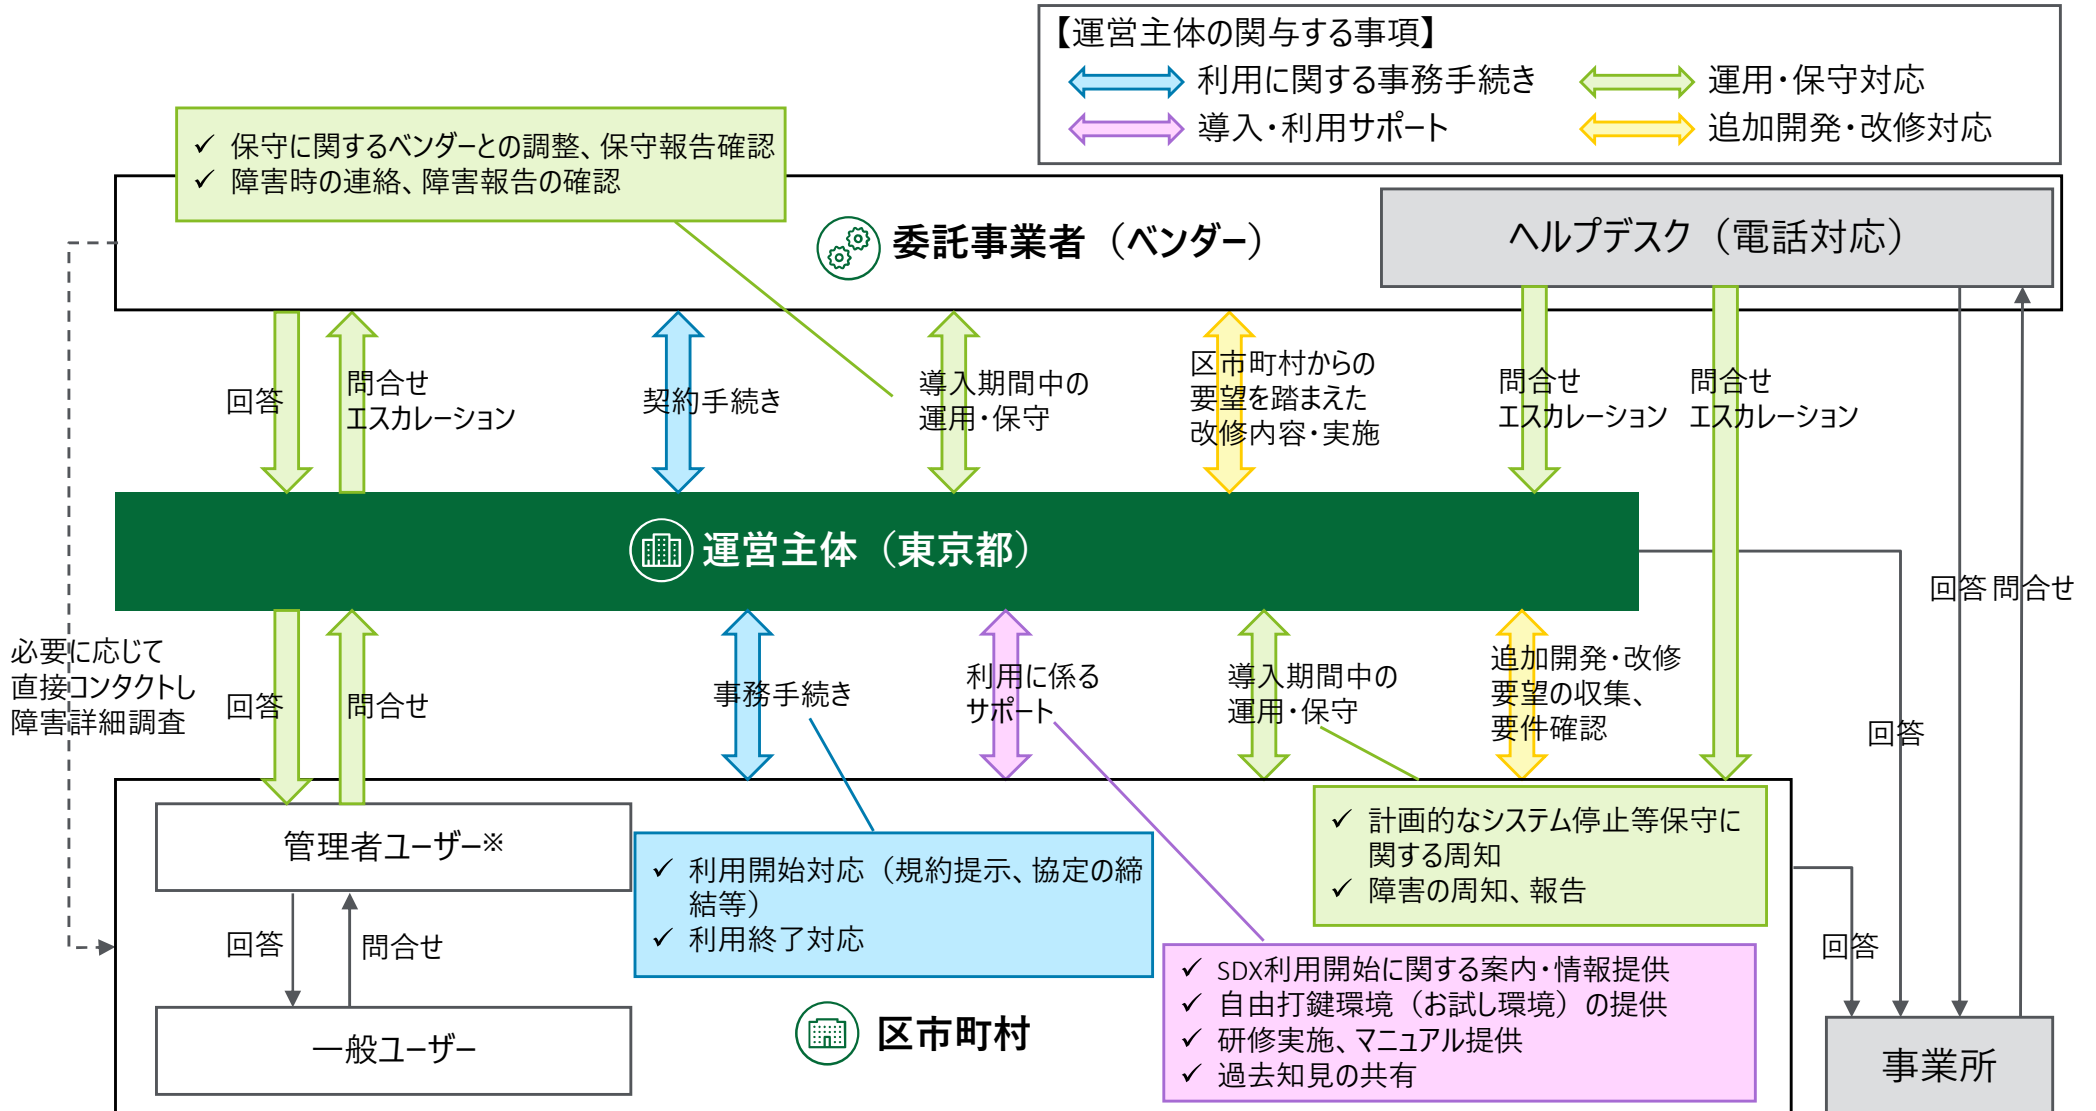 【運営主体の関与する事項】
利用に関する事務手続き
運用・保守対応
導入・利用サポート
追加開発・改修対応
✓ 保守に関するベンダーとの調整、保守報告確認
✓ 障害時の連絡、障害報告の確認
委託事業者（ベンダー）
ヘルプデスク（電話対応）
回答
問合せ
エスカレーション
契約手続き
導入期間中の
運用・保守
区市町村からの
要望を踏まえた
改修内容・実施
問合せ
エスカレーション
問合せ
エスカレーション
運営主体（東京都）
回答
問合せ
必要に応じて
直接コンタクトし
障害詳細調査
回答
問合せ
事務手続き
利用に係る
サポート
導入期間中の
運用・保守
追加開発・改修
要望の収集、
要件確認
回答
管理者ユーザー※
✓ 利用開始対応（規約提示、協定の締
結等）
✓ 利用終了対応
✓ 計画的なシステム停止等保守に
関する周知
✓ 障害の周知、報告
回答
問合せ
回答
✓ SDX利用開始に関する案内・情報提供
✓ 自由打鍵環境（お試し環境）の提供
✓ 研修実施、マニュアル提供
✓ 過去知見の共有
一般ユーザー
区市町村
事業所